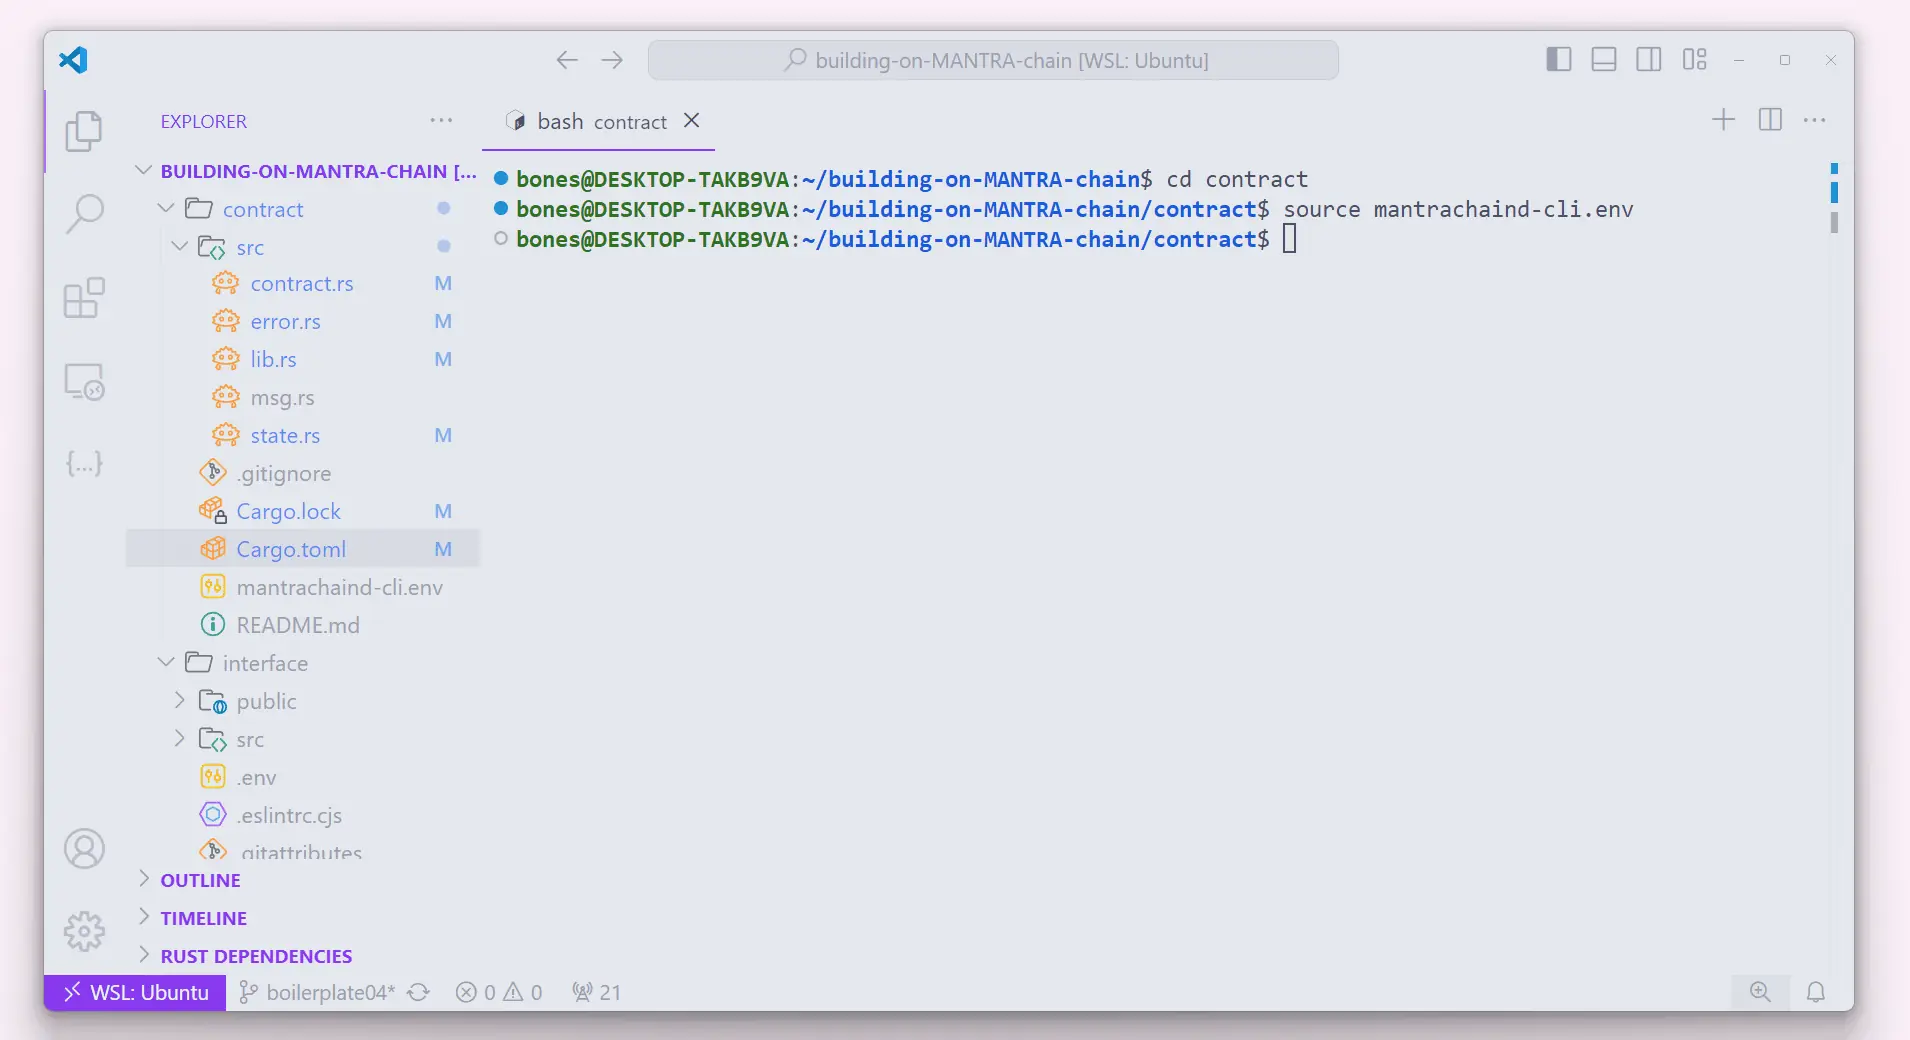 building-on-MANTRA-chain [WSL: Ubuntu]
EXPLORER
BUILDING-ON-MANTRA-CHAIN [...
contract
src
contract.rs M
error.rs M
lib.rs M
msg.rs
state.rs M
.gitignore
Cargo.lock M
Cargo.toml M
mantrachaind-cli.env
README.md
interface
public
src
.env
.eslintrc.cjs
.gitattributes
OUTLINE
TIMELINE
RUST DEPENDENCIES
bash contract
bones@DESKTOP-TAKB9VA:~/building-on-MANTRA-chain$ cd contract
bones@DESKTOP-TAKB9VA:~/building-on-MANTRA-chain/contract$ source mantrachaind-cli.env
bones@DESKTOP-TAKB9VA:~/building-on-MANTRA-chain/contract$
WSL: Ubuntu boilerplate04* 0 0 21